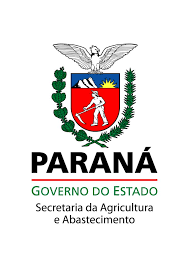 PARANÁ
GOVERNO DO ESTADO
Secretaria da Agricultura
e Abastecimento